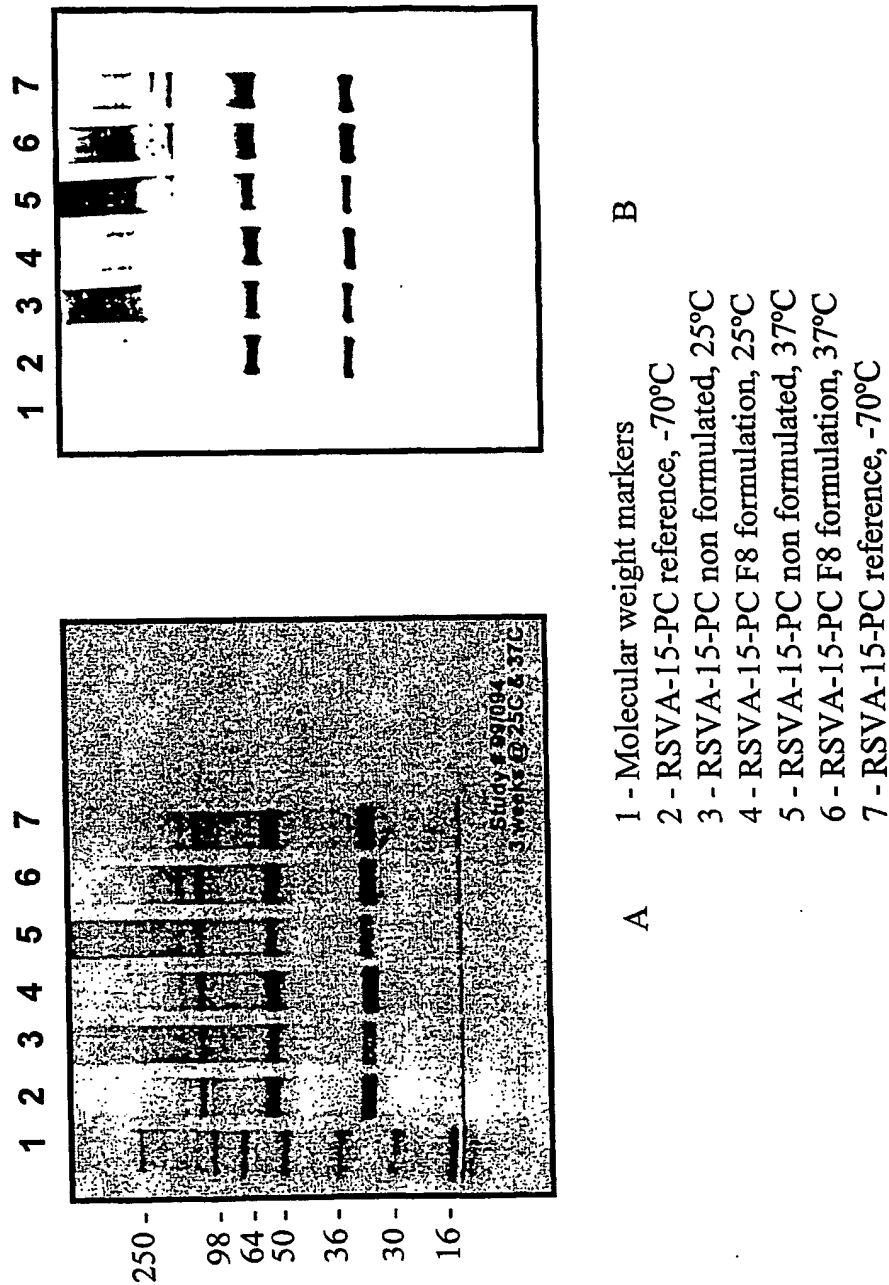 1 2 3 4 5 6 7
250 -
98 -
64 -
50 -
36 -
30 -
16 -
Study # 99/094
3 weeks @ 25C & 37C
1 2 3 4 5 6 7
A
B
1 - Molecular weight markers
2 - RSVA-15-PC reference, -70°C
3 - RSVA-15-PC non formulated, 25°C
4 - RSVA-15-PC F8 formulation, 25°C
5 - RSVA-15-PC non formulated, 37°C
6 - RSVA-15-PC F8 formulation, 37°C
7 - RSVA-15-PC reference, -70°C